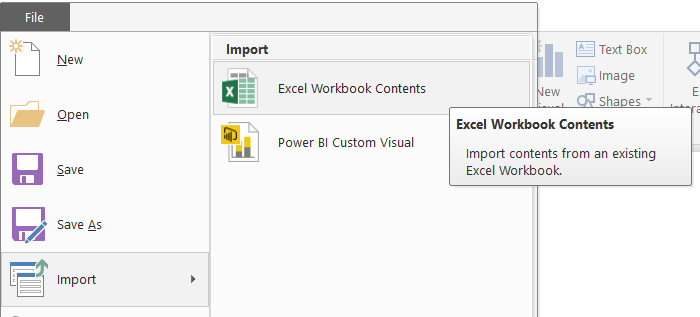 File
Import
New
Excel Workbook Contents
Open
Power BI Custom Visual
Save
Save As
Import
Text Box
Image
New
Shapes
Excel Workbook Contents
Import contents from an existing
Excel Workbook.